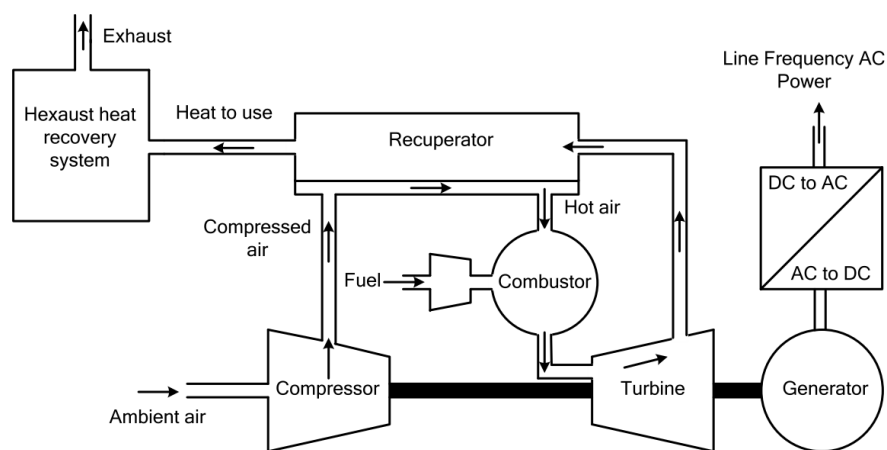 Exhaust
Hexaust heat
recovery
system
Heat to use
Recuperator
Line Frequency AC
Power
DC to AC
AC to DC
Compressed
air
Hot air
Fuel
Combustor
Compressor
Turbine
Generator
Ambient air